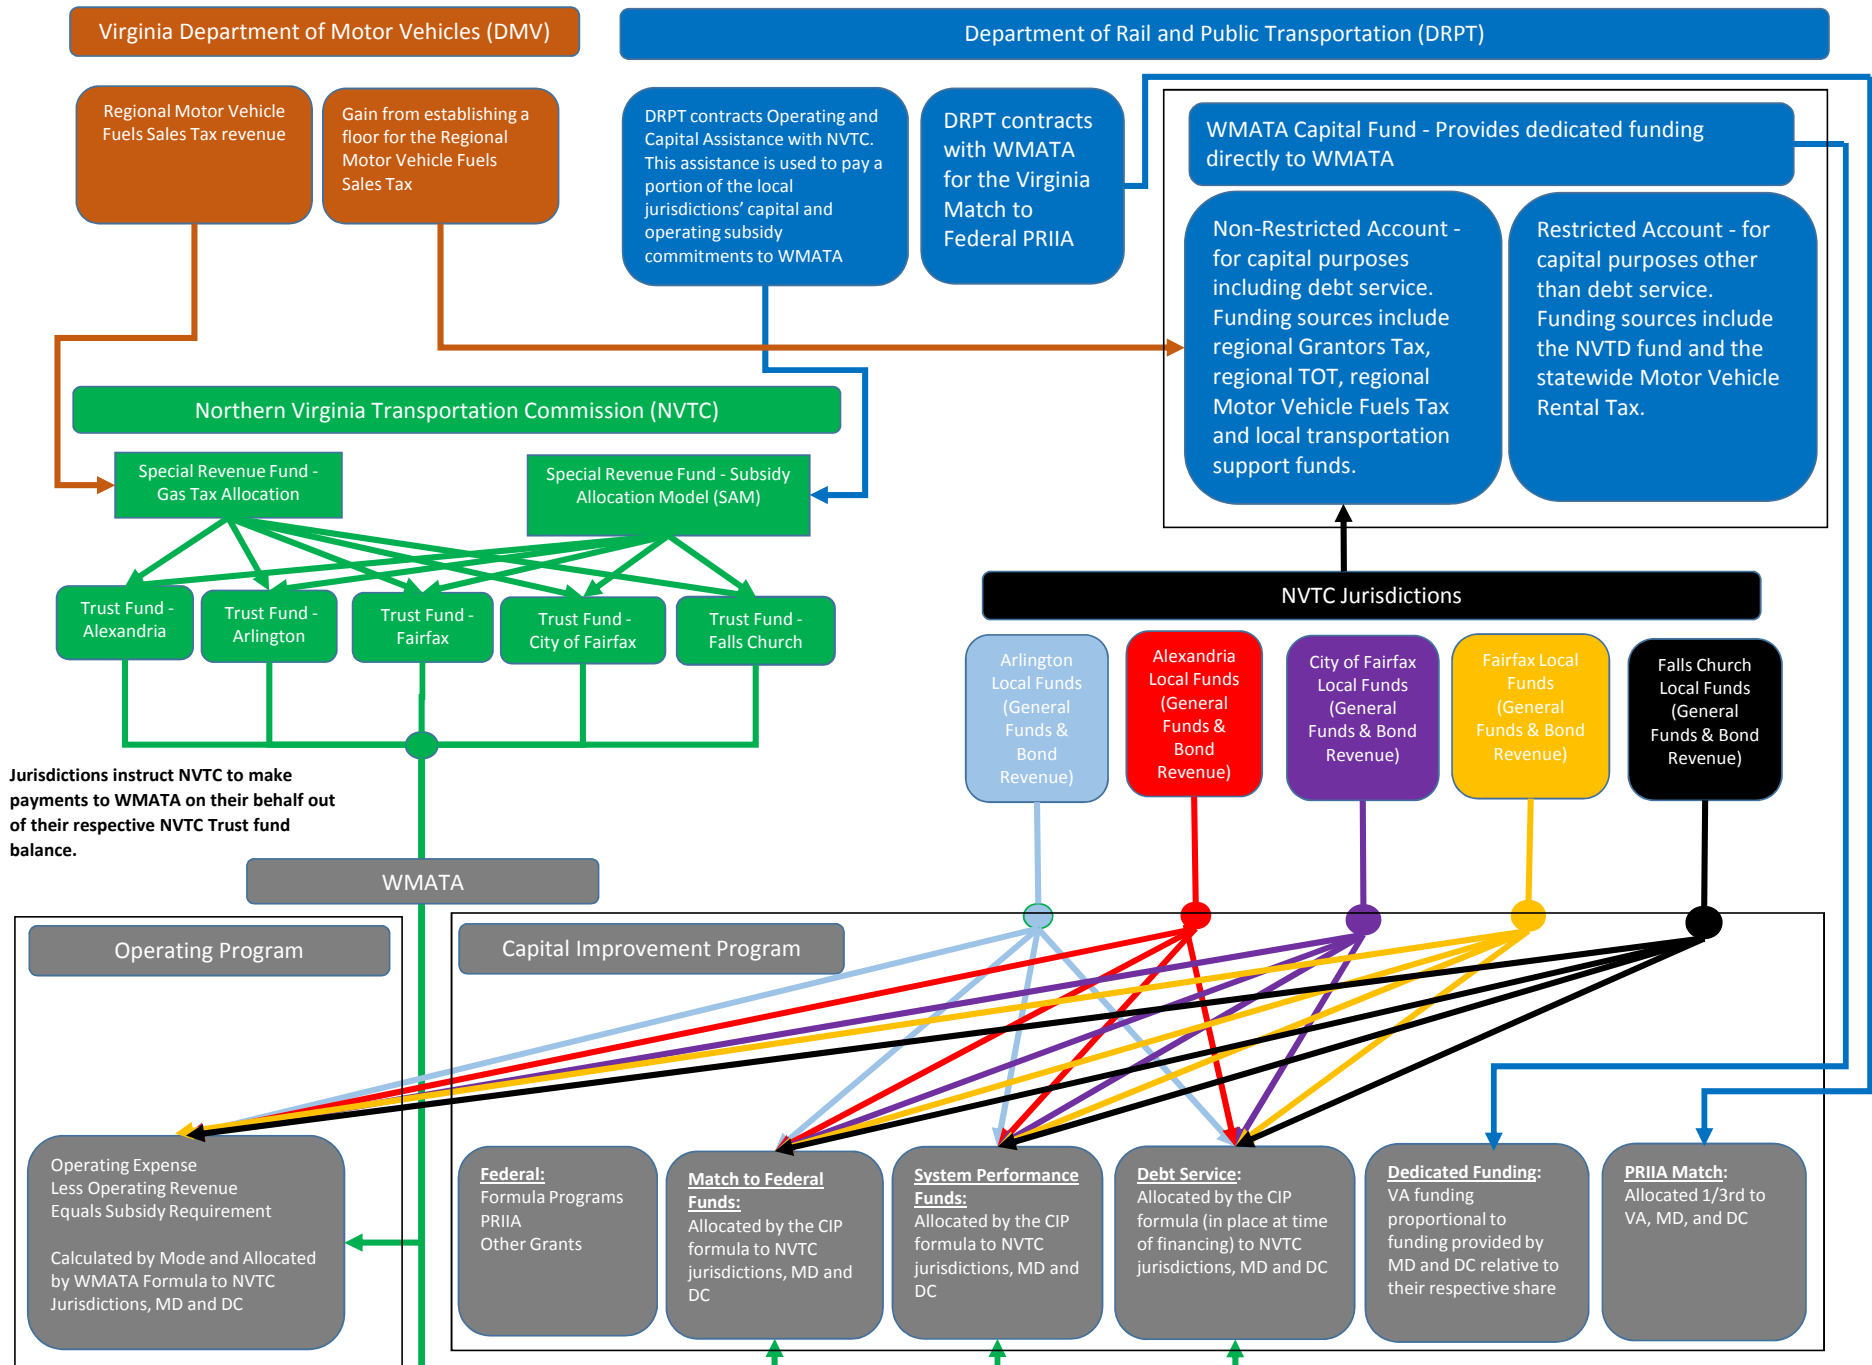 Virginia Department of Motor Vehicles (DMV)
Department of Rail and Public Transportation (DRPT)
Regional Motor Vehicle
Fuels Sales Tax revenue
Gain from establishing a
floor for the Regional
Motor Vehicle Fuels
Sales Tax
DRPT contracts Operating and
Capital Assistance with NVTC.
This assistance is used to pay a
portion of the local
jurisdictions’ capital and
operating subsidy
commitments to WMATA
DRPT contracts
with WMATA
for the Virginia
Match to
Federal PRIIA
WMATA Capital Fund - Provides dedicated funding
directly to WMATA
Non-Restricted Account -
for capital purposes
including debt service.
Funding sources include
regional Grantors Tax,
regional TOT, regional
Motor Vehicle Fuels Tax
and local transportation
support funds.
Restricted Account - for
capital purposes other
than debt service.
Funding sources include
the NVTD fund and the
statewide Motor Vehicle
Rental Tax.
Northern Virginia Transportation Commission (NVTC)
Special Revenue Fund -
Gas Tax Allocation
Special Revenue Fund - Subsidy
Allocation Model (SAM)
Trust Fund -
Alexandria
Trust Fund -
Arlington
Trust Fund -
Fairfax
Trust Fund -
City of Fairfax
Trust Fund -
Falls Church
NVTC Jurisdictions
Arlington
Local Funds
(General
Funds &
Bond
Revenue)
Alexandria
Local Funds
(General
Funds &
Bond
Revenue)
City of Fairfax
Local Funds
(General
Funds & Bond
Revenue)
Fairfax Local
Funds
(General
Funds & Bond
Revenue)
Falls Church
Local Funds
(General
Funds & Bond
Revenue)
Jurisdictions instruct NVTC to make
payments to WMATA on their behalf out
of their respective NVTC Trust fund
balance.
WMATA
Operating Program
Capital Improvement Program
Operating Expense
Less Operating Revenue
Equals Subsidy Requirement
Calculated by Mode and Allocated
by WMATA Formula to NVTC
Jurisdictions, MD and DC
Federal:
Formula Programs
PRIIA
Other Grants
Match to Federal
Funds:
Allocated by the CIP
formula to NVTC
jurisdictions, MD and
DC
System Performance
Funds:
Allocated by the CIP
formula to NVTC
jurisdictions, MD and
DC
Debt Service:
Allocated by the CIP
formula (in place at time
of financing) to NVTC
jurisdictions, MD and DC
Dedicated Funding:
VA funding
proportional to
funding provided by
MD and DC relative to
their respective share
PRIIA Match:
Allocated 1/3rd to
VA, MD, and DC